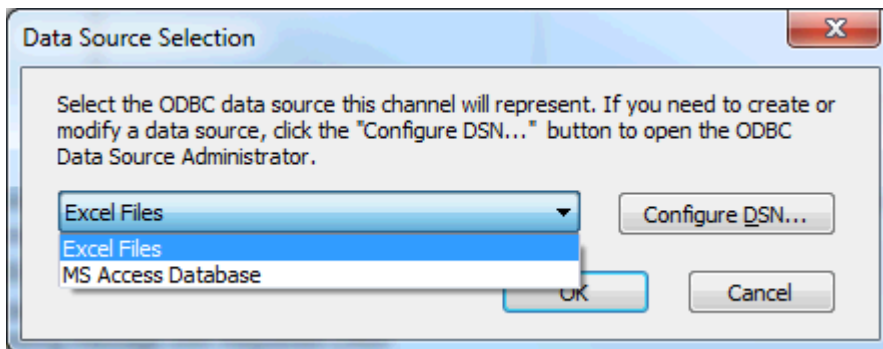 Data Source Selection
Select the ODBC data source this channel will represent. If you need to create or
modify a data source, click the "Configure DSN..." button to open the ODBC
Data Source Administrator.
Excel Files
Configure DSN...
Excel Files
MS Access Database
OK
Cancel